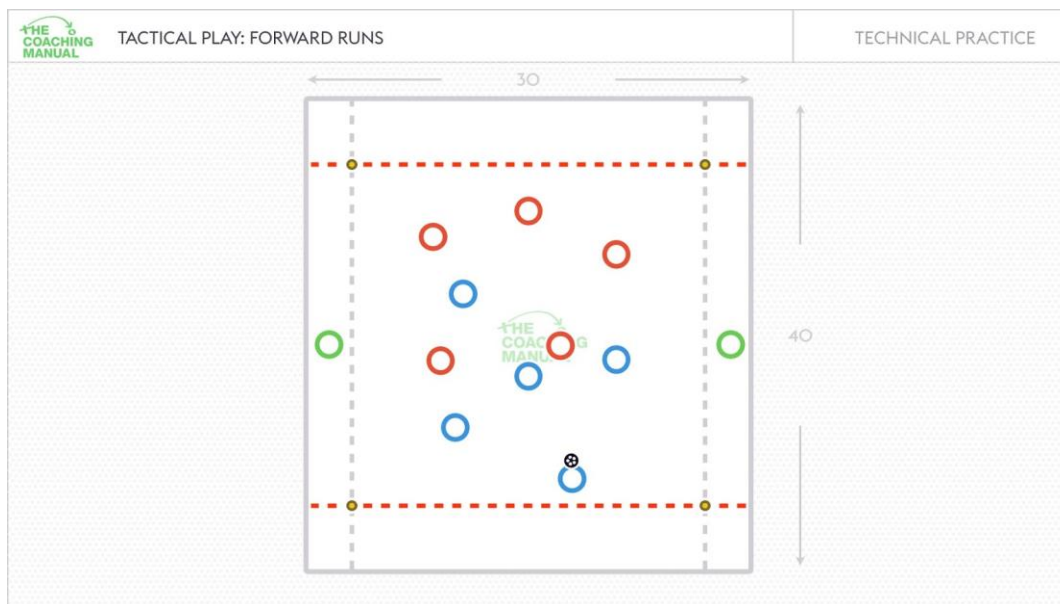 THE
COACHING
MANUAL
TACTICAL PLAY: FORWARD RUNS
TECHNICAL PRACTICE
30
THE
COACHING
MANUAL
40